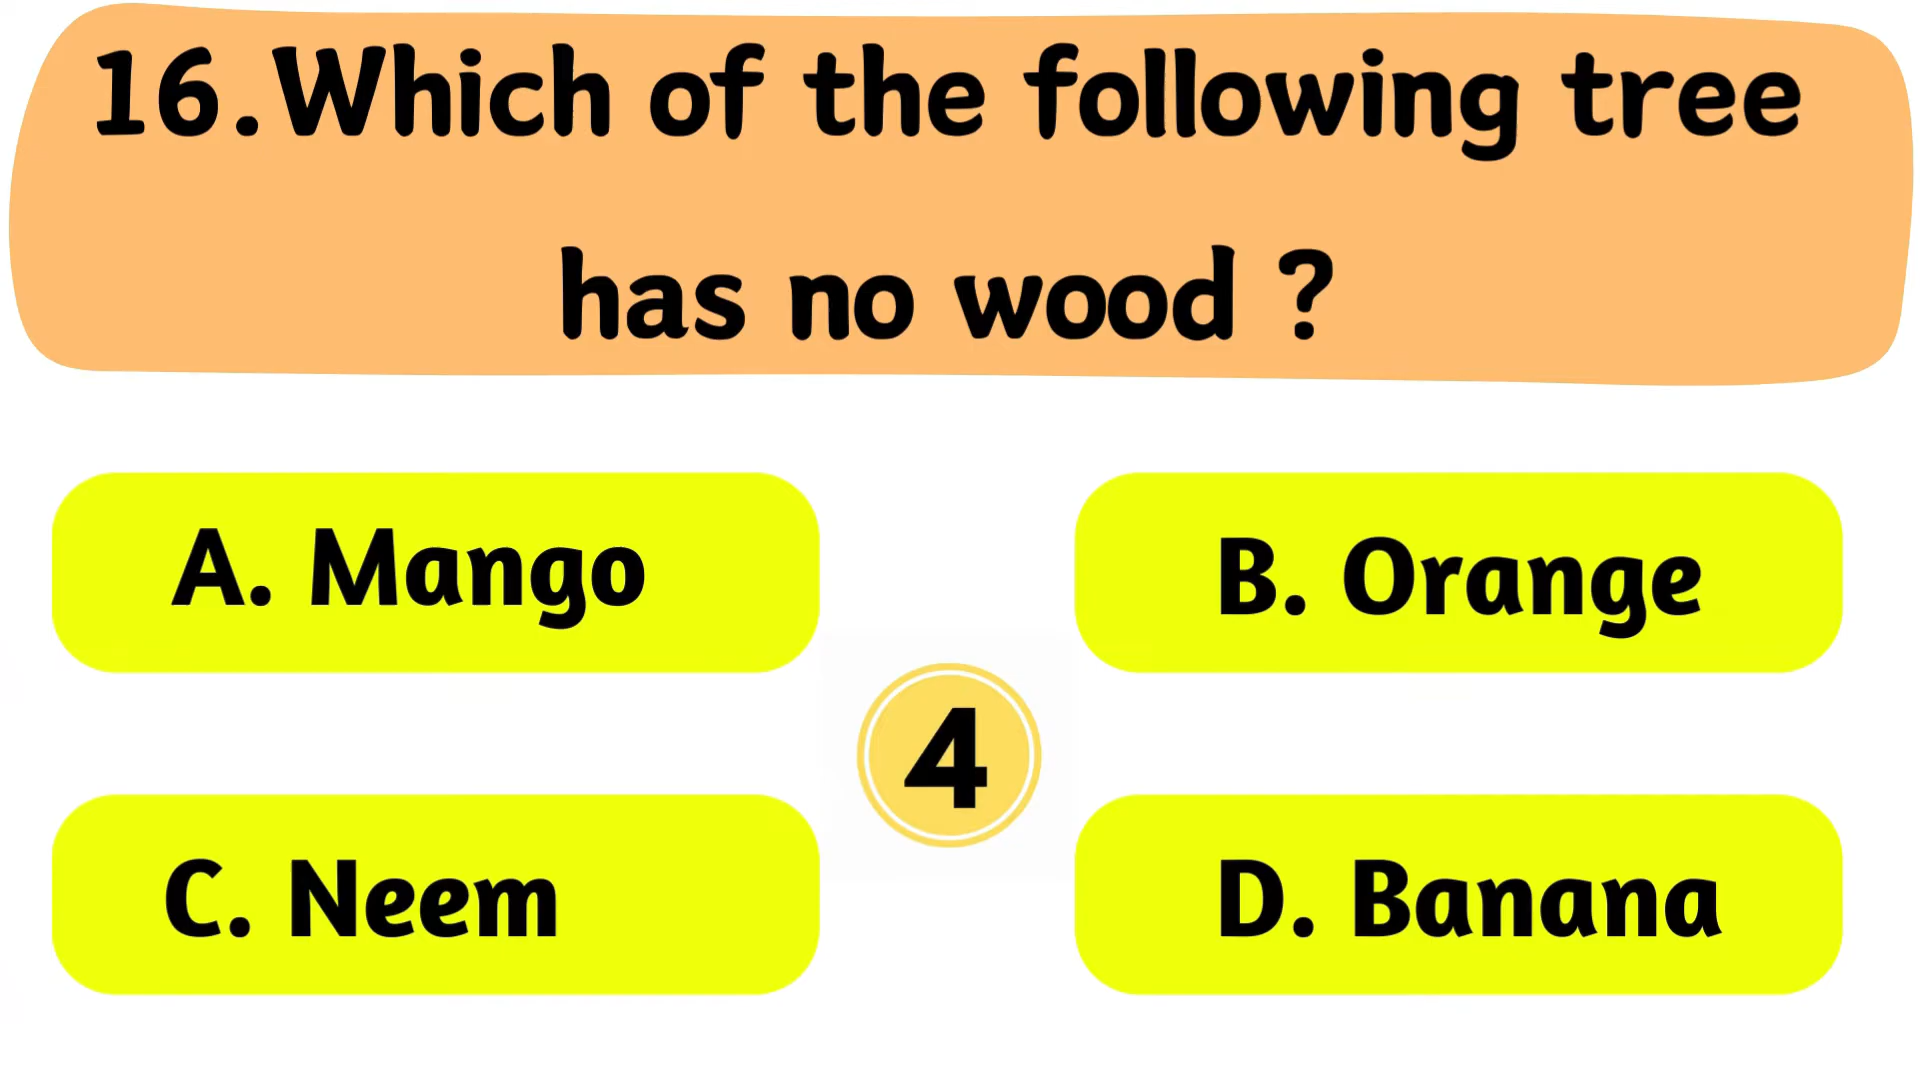 16.Which of the following tree
has no wood ?
A. Mango
B. Orange
4
C. Neem
D. Banana